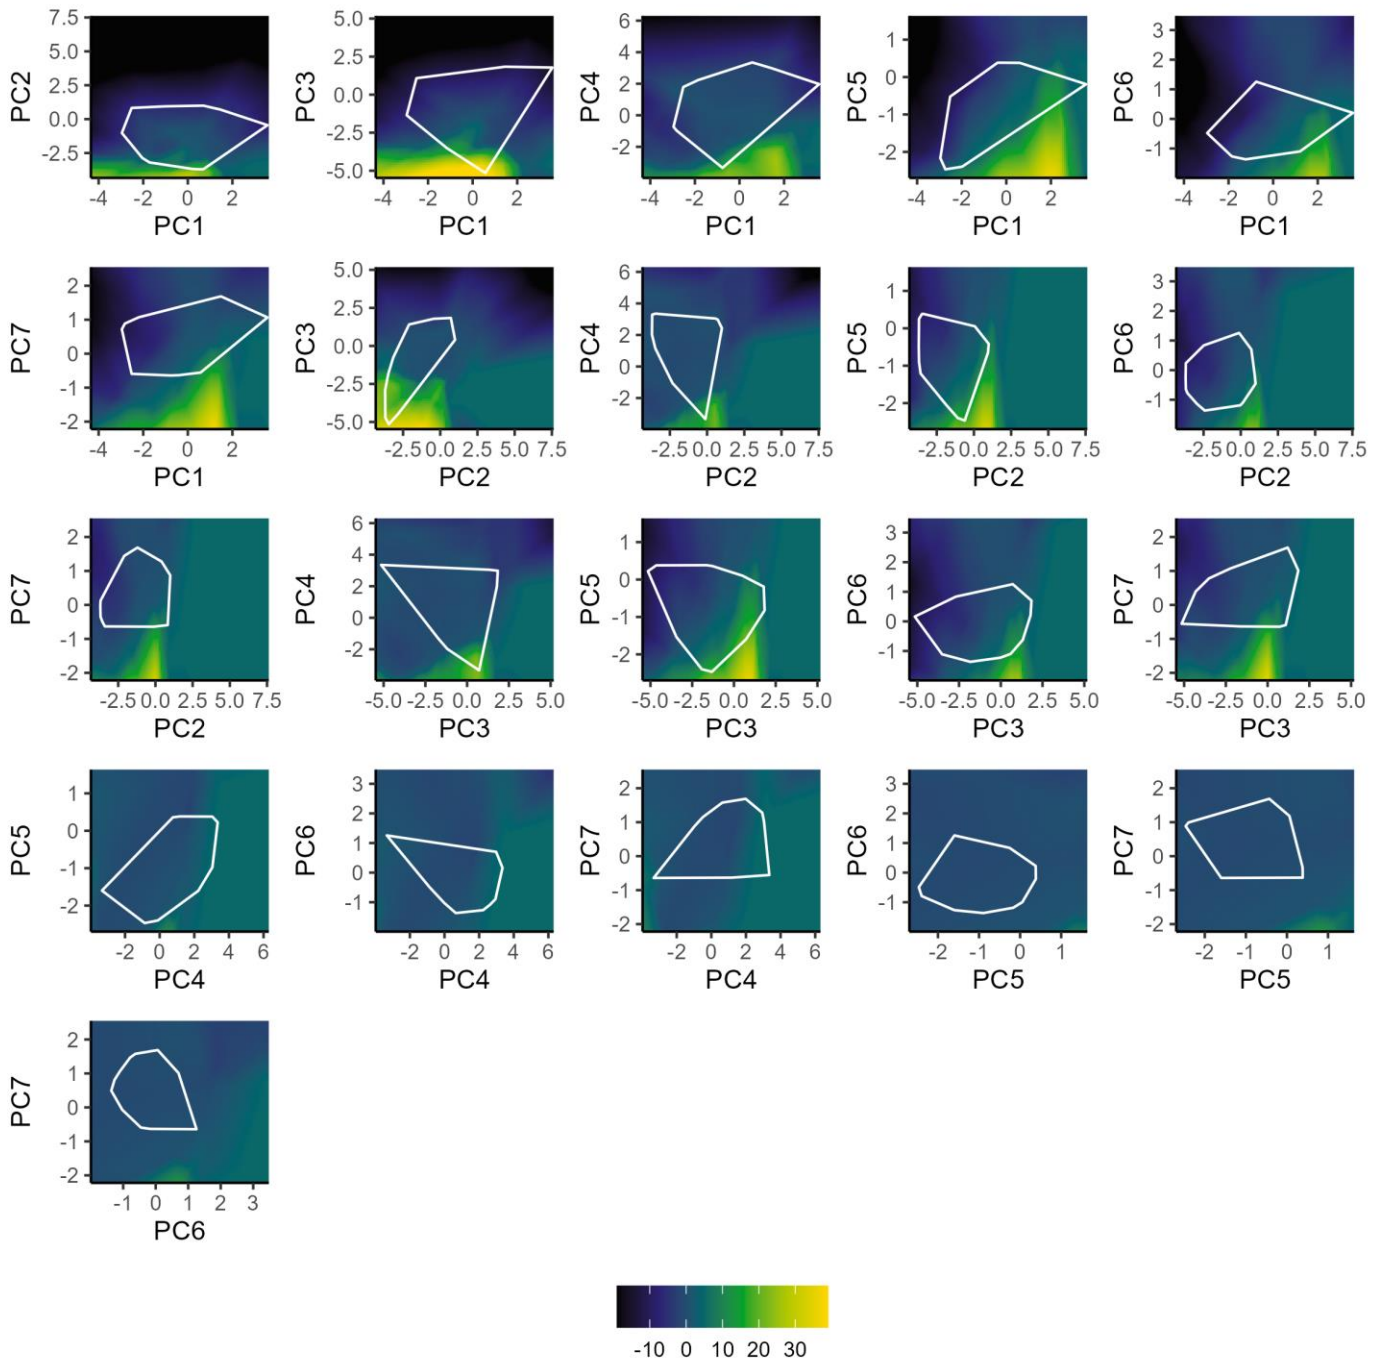 7.5 5.0 6 1 3
5.0 2.5 4 0 2
2.5 0.0 2 -1 1
0.0 -2.5 0 -2 0
-2.5 -5.0 -2 -1
PC2 PC3 PC4 PC5 PC6
-4 -2 0 2 -4 -2 0 2 -4 -2 0 2 -4 -2 0 2 -4 -2 0 2
PC1 PC1 PC1 PC1 PC1
2 5.0 6 1 3
1 2.5 4 0 2
0 0.0 2 -1 1
-1 -2.5 0 -2 0
-2 -5.0 -2 -1
PC7 PC3 PC4 PC5 PC6
-4 -2 0 2 -2.5 0.0 2.5 5.0 7.5 -2.5 0.0 2.5 5.0 7.5 -2.5 0.0 2.5 5.0 7.5 -2.5 0.0 2.5 5.0 7.5
PC1 PC2 PC2 PC2 PC2
2 6 1 3 2
1 4 0 2 1
0 2 -1 1 0
-1 0 -2 0 -1
-2 -2 -1 -2
PC7 PC4 PC5 PC6 PC7
-2.5 0.0 2.5 5.0 7.5 -5.0 -2.5 0.0 2.5 5.0 -5.0 -2.5 0.0 2.5 5.0 -5.0 -2.5 0.0 2.5 5.0 -5.0 -2.5 0.0 2.5 5.0
PC2 PC3 PC3 PC3 PC3
1 3 2 3 2
0 2 1 2 1
-1 1 0 1 0
-2 0 -1 0 -1
-1 -2 -1 -2
PC5 PC6 PC7 PC6 PC7
-2 0 2 4 6 -2 0 2 4 6 -2 0 2 4 6 -2 -1 0 1 -2 -1 0 1
PC4 PC4 PC4 PC5 PC5
2
1
0
-1
-2
PC7
-1 0 1 2 3
PC6
-10 0 10 20 30